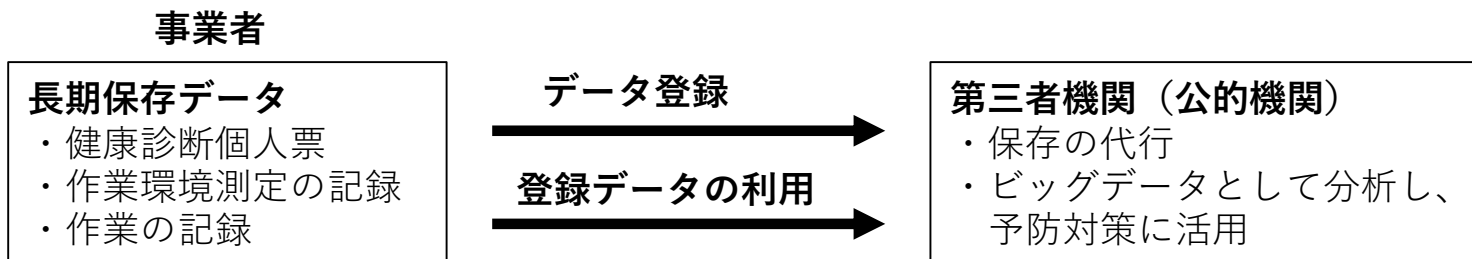 事業者
長期保存データ
・健康診断個人票
・作業環境測定の記録
・作業の記録
データ登録
登録データの利用
第三者機関（公的機関）
・保存の代行
・ビッグデータとして分析し、
予防対策に活用